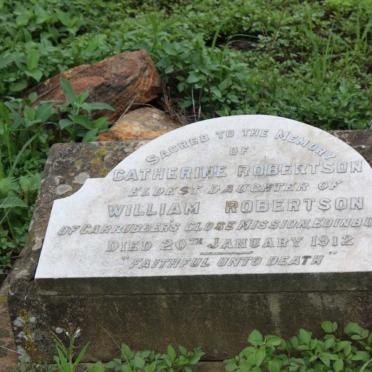 SACRED TO THE MEMORY
OF
CATHERINE ROBERTSON
ELDEST DAUGHTER OF
WILLIAM ROBERTSON
OF CARRUBBERS CLOSE MISSION, EDINBU
DIED 20TH JANUARY 1912
"FAITHFUL UNTO DEATH"